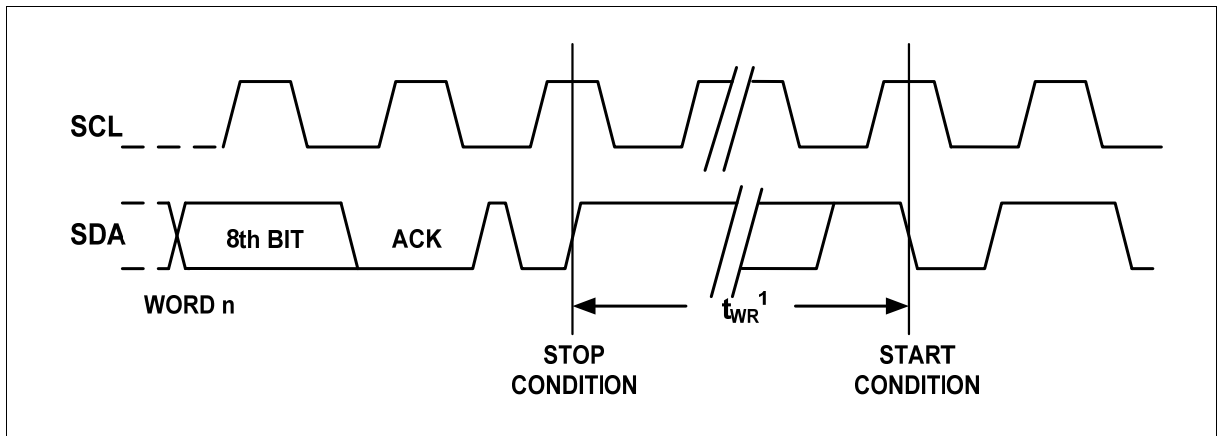 SCL
SDA
8th BIT
ACK
WORD n
tWR1
STOP
CONDITION
START
CONDITION